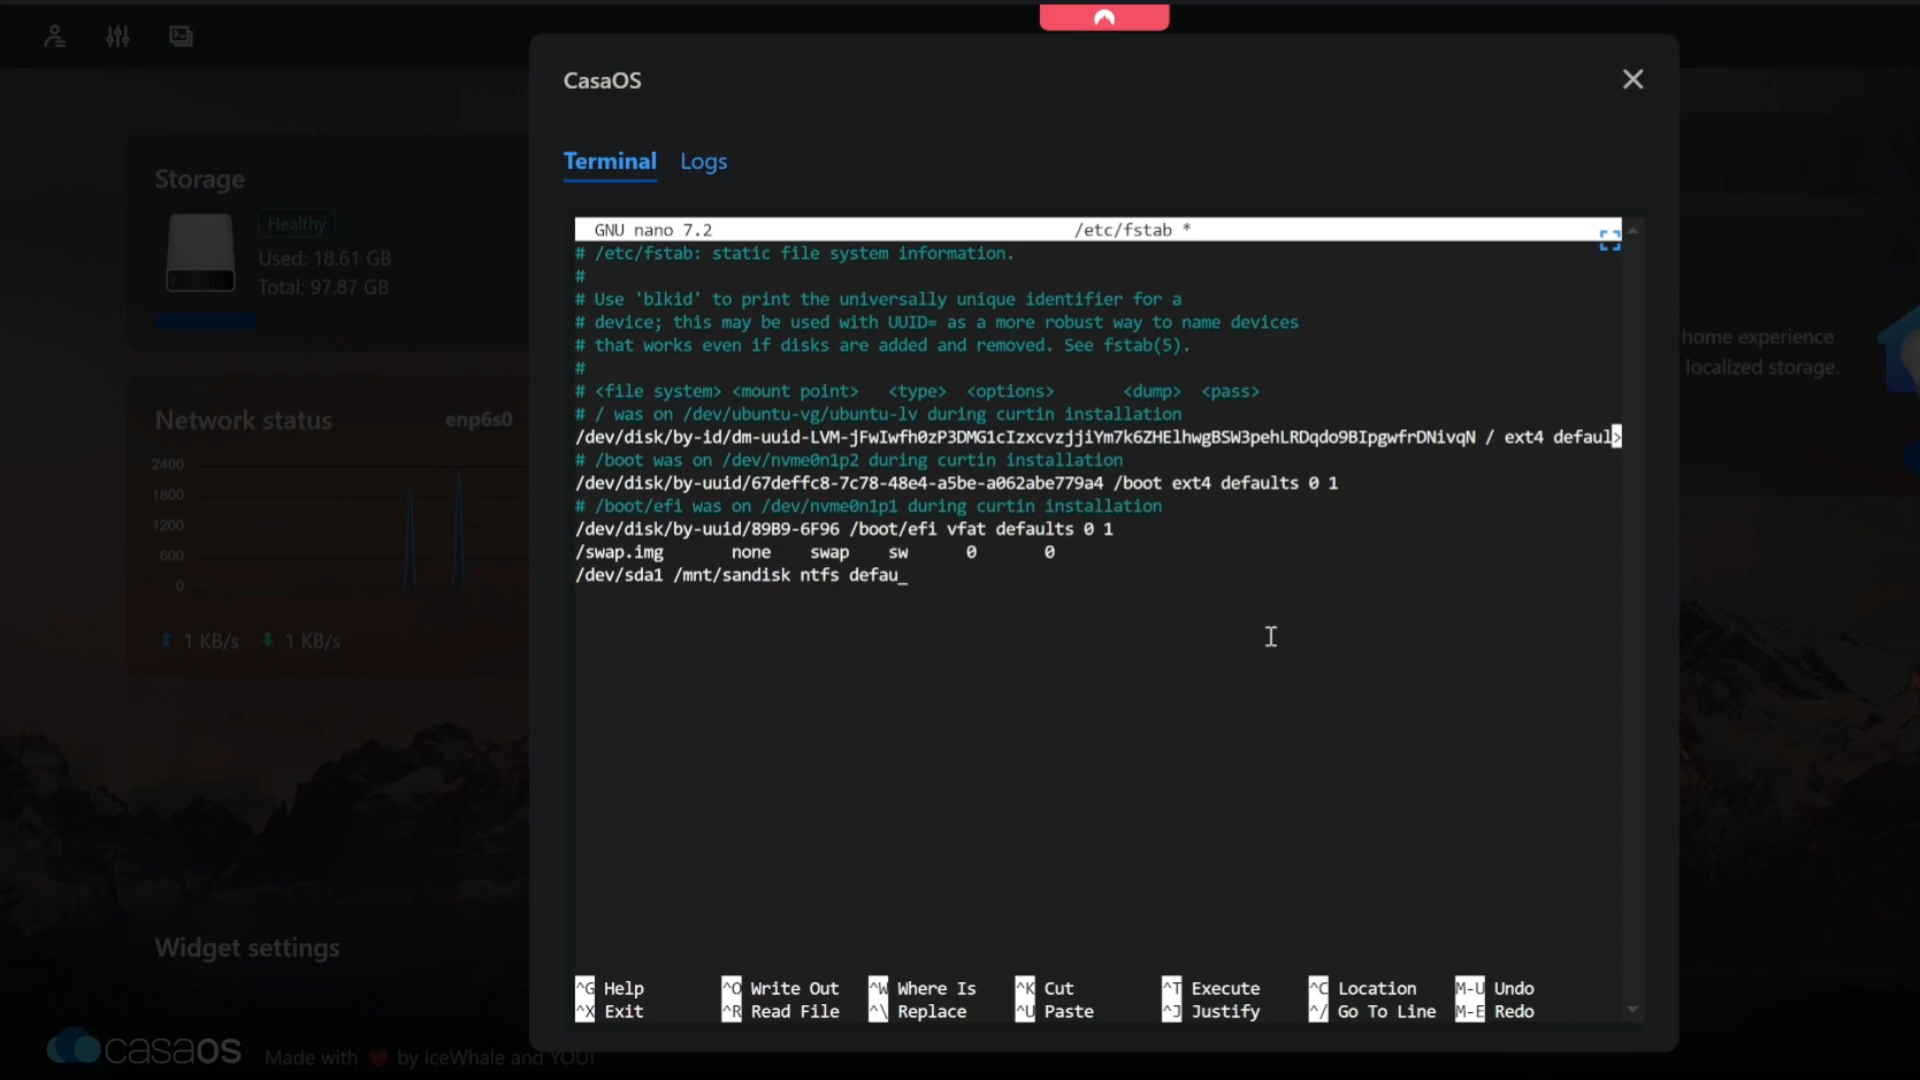 CasaOS
Terminal Logs
Storage
Healthy
Used: 18.61 GB
Total: 97.87 GB
Network status enp6s0
2400
1800
1200
600
0
1 KB/s 1 KB/s
Widget settings
casaOS Made with by IceWhale and YOU!
home experience
localized storage.
GNU nano 7.2 /etc/fstab *
# /etc/fstab: static file system information.
#
# Use 'blkid' to print the universally unique identifier for a
# device; this may be used with UUID= as a more robust way to name devices
# that works even if disks are added and removed. See fstab(5).
#
# <file system> <mount point> <type> <options> <dump> <pass>
# / was on /dev/ubuntu-vg/ubuntu-lv during curtin installation
/dev/disk/by-id/dm-uuid-LVM-jFwIwfh0zP3DMG1cIzxcvzjjiYm7k6ZHElhwgBSW3pehLRDqdo9BIpgwfrDNivqN / ext4 defaul>
# /boot was on /dev/nvme0n1p2 during curtin installation
/dev/disk/by-uuid/67deffc8-7c78-48e4-a5be-a062abe779a4 /boot ext4 defaults 0 1
# /boot/efi was on /dev/nvme0n1p1 during curtin installation
/dev/disk/by-uuid/89B9-6F96 /boot/efi vfat defaults 0 1
/swap.img none swap sw 0 0
/dev/sda1 /mnt/sandisk ntfs defau_
^G Help ^O Write Out ^W Where Is ^K Cut ^T Execute ^C Location M-U Undo
^X Exit ^R Read File ^\ Replace ^U Paste ^J Justify ^/ Go To Line M-E Redo